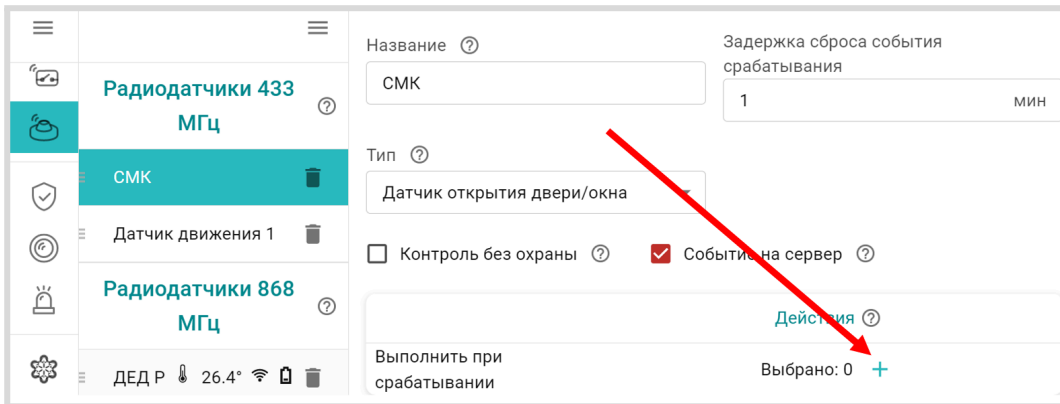 Радиодатчики 433
МГц
СМК
Датчик движения 1
Радиодатчики 868
МГц
ДЕД Р 26.4°
Название
СМК
Задержка сброса события
срабатывания
1 мин
Тип
Датчик открытия двери/окна
Контроль без охраны
Событие на сервер
Действия
Выполнить при
срабатывании
Выбрано: 0 +